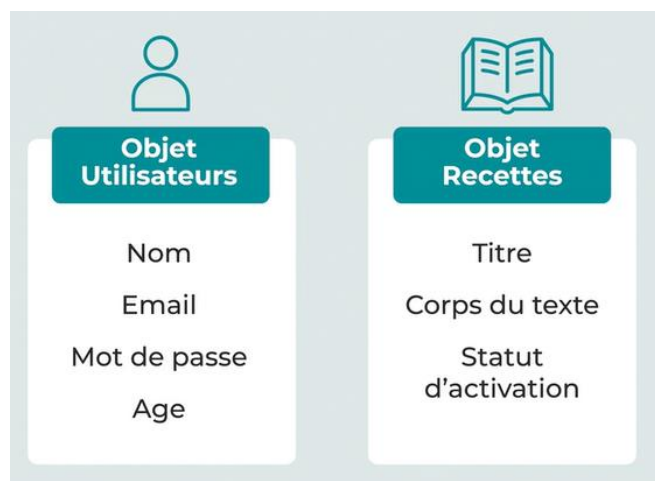 Objet
Utilisateurs
Nom
Email
Mot de passe
Age
Objet
Recettes
Titre
Corps du texte
Statut
d’activation